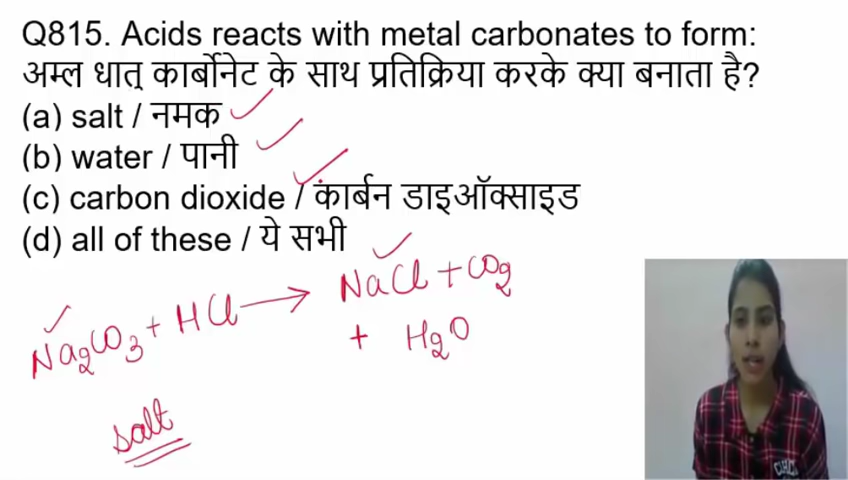 Q815. Acids reacts with metal carbonates to form:
अम्ल धातु कार्बोनेट के साथ प्रतिक्रिया करके क्या बनाता है?
(a) salt / नमक
(b) water / पानी
(c) carbon dioxide / कार्बन डाइऑक्साइड
(d) all of these / ये सभी
Na₂CO₃ + HCl → NaCl + CO₂
+ H₂O
salt